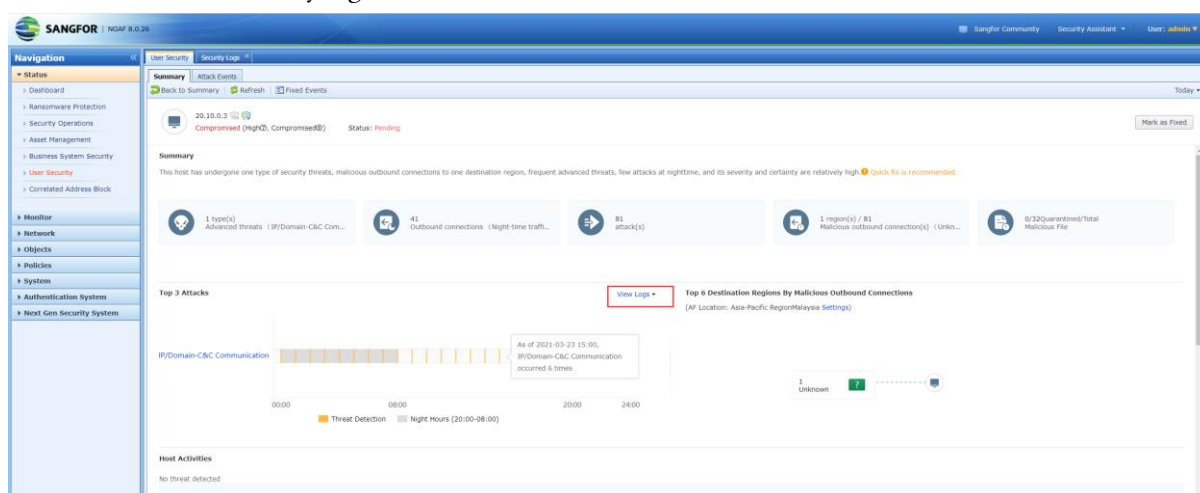 SANGFOR | NGAF 8.0.26
Sangfor Community Security Assistant User: admin
Navigation
User Security Security Logs
Status
Summary Attack Events
Dashboard
Back to Summary Refresh Fixed Events Today
Ransomware Protection
Security Operations
Asset Management
Business System Security
User Security
Correlated Address Block
Monitor
Network
Objects
Policies
System
Authentication System
Next Gen Security System
20.10.0.3
Compromised (High, Compromised) Status: Pending
Mark as Fixed
Summary
This host has undergone one type of security threats, malicious outbound connections to one destination region, frequent advanced threats, few attacks at nighttime, and its severity and certainty are relatively high. Quick fix is recommended.
1 type(s)
Advanced threats (IP/Domain-C&C Com...
41
Outbound connections (Night-time traffi...
81
attack(s)
1 region(s) / 81
Malicious outbound connection(s) (Unkn...
0/22Quarantined/Total
Malicious File
Top 3 Attacks
View Logs
Top 6 Destination Regions By Malicious Outbound Connections
(AF Location: Asia-Pacific RegionMalaysia Settings)
IP/Domain-C&C Communication
As of 2021-03-23 15:00,
IP/Domain-C&C Communication
occurred 6 times
1
Unknown
?
00:00 08:00 20:00 24:00
Threat Detection Night Hours (20:00-08:00)
Host Activities
No threat detected